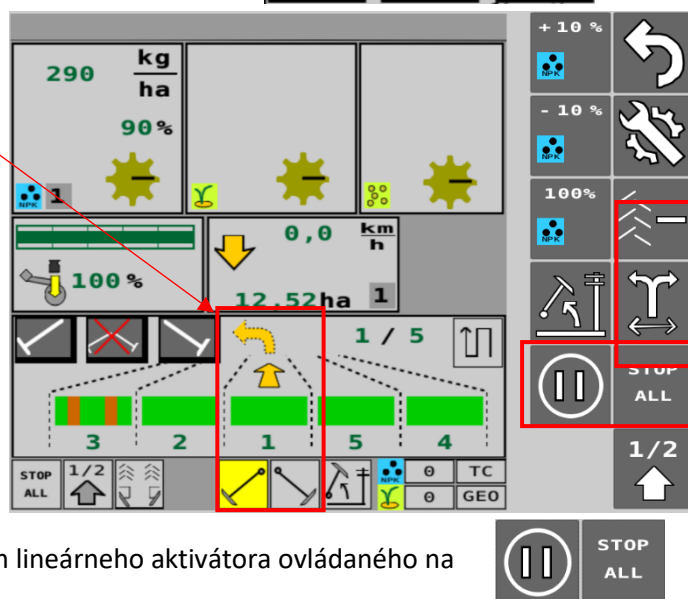 290 kg
ha
90%
NPK 1
+10 %
NPK
-10 %
NPK
100%
NPK
0,0 km
h
100%
12,52ha 1
1 / 5
3 2 1 5 4
STOP
ALL
1/2
STOP
ALL
1/2
NPK 0 TC
0 GEO
lineárneho aktivátora ovládaného na
STOP
ALL